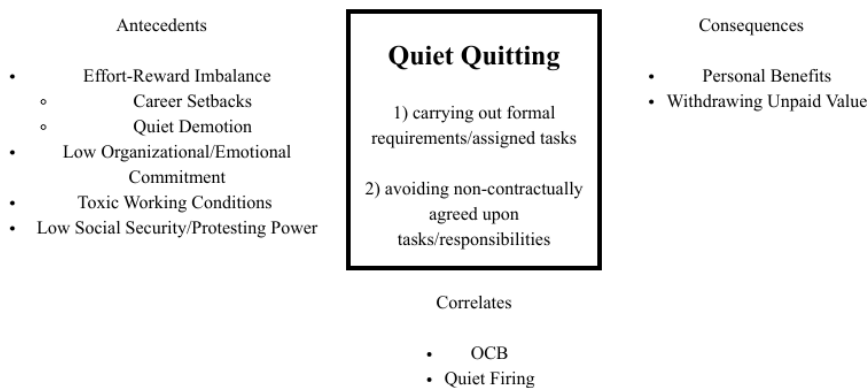 Antecedents
• Effort-Reward Imbalance
◦ Career Setbacks
◦ Quiet Demotion
• Low Organizational/Emotional
Commitment
• Toxic Working Conditions
• Low Social Security/Protesting Power
Quiet Quitting
1) carrying out formal
requirements/assigned tasks
2) avoiding non-contractually
agreed upon
tasks/responsibilities
Consequences
• Personal Benefits
• Withdrawing Unpaid Value
Correlates
• OCB
• Quiet Firing